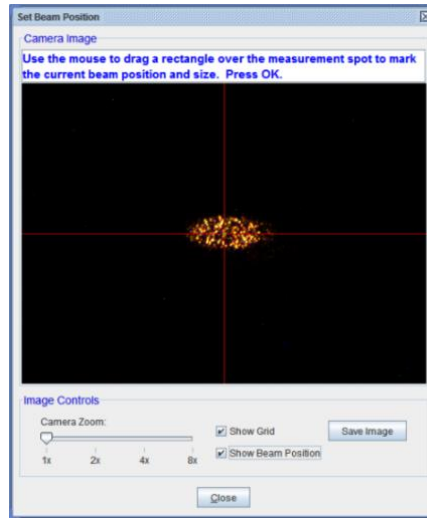 Set Beam Position
Camera Image
Use the mouse to drag a rectangle over the measurement spot to mark
the current beam position and size.  Press OK.
Image Controls
Camera Zoom:
1x 2x 4x 8x
Show Grid
Show Beam Position
Save Image
Close